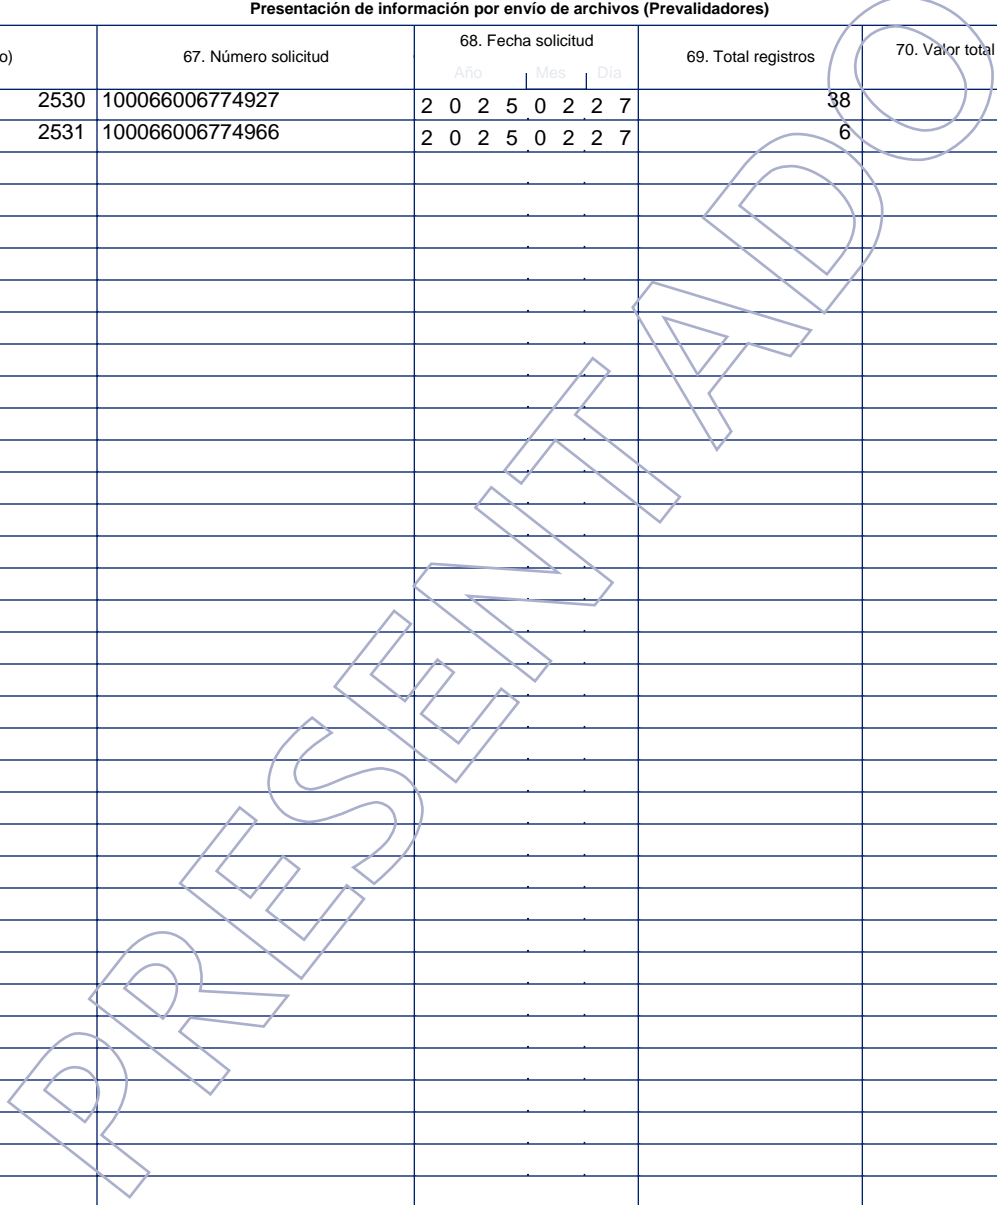 Presentación de información por envío de archivos (Prevalidadores)
o) 67. Número solicitud 68. Fecha solicitud 69. Total registros 70. Valor total
Año Mes Día
2530 100066006774927 2 0 2 5 0 2 2 7 38
2531 100066006774966 2 0 2 5 0 2 2 7 6
PRESENTADO